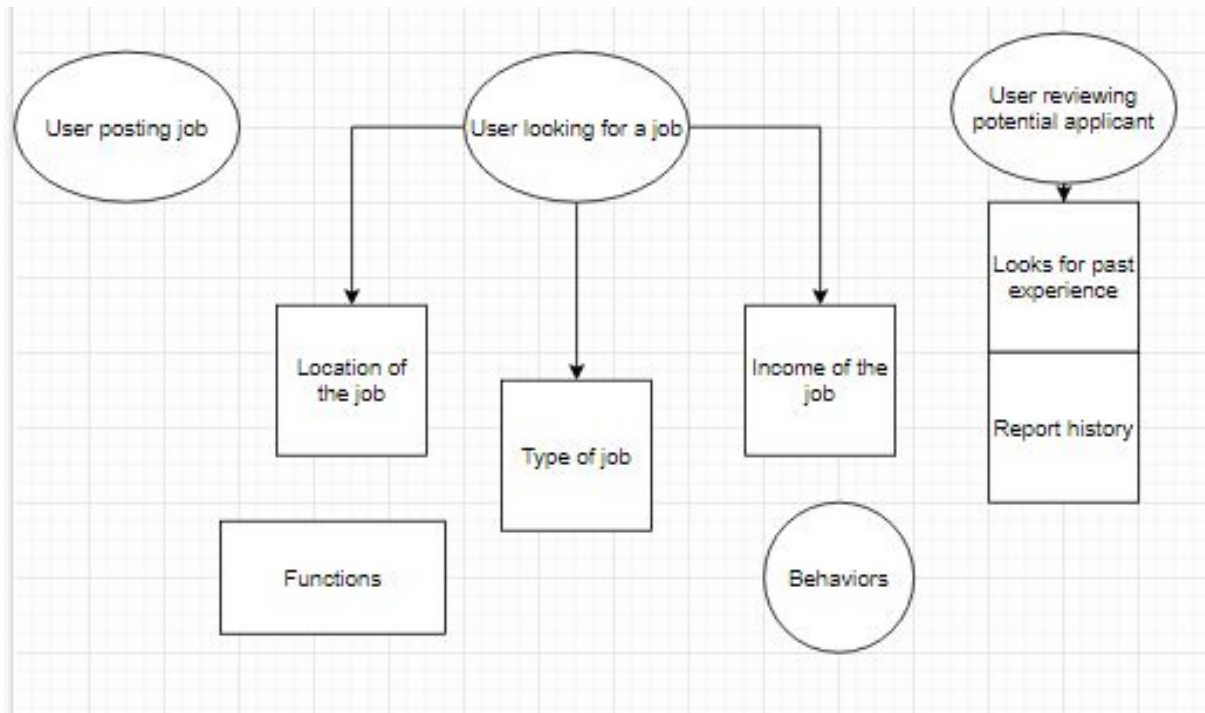 User posting job
User looking for a job
User reviewing
potential applicant
Looks for past
experience
Location of
the job
Income of the
job
Type of job
Report history
Functions
Behaviors